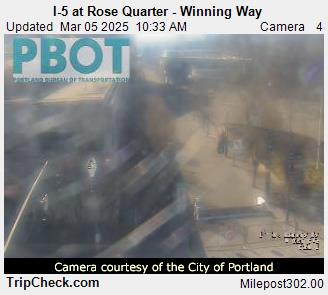 I-5 at Rose Quarter - Winning Way
Updated Mar 05 2025 10:33 AM Camera 4
PBOT
PORTLAND BUREAU OF TRANSPORTATION
Camera courtesy of the City of Portland
TripCheck.com Milepost302.00